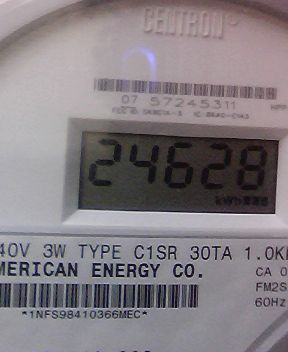 CENTRON
07 57245311
24628
kWh
40V 3W TYPE C1SR 30TA 1.0K
MERICAN ENERGY CO.
CA 0
FM2S
60Hz
*1NFS98410366MEC*